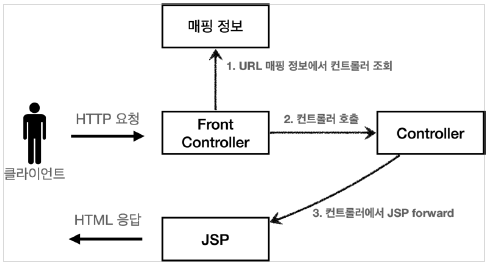 매핑 정보
1. URL 매핑 정보에서 컨트롤러 조회
HTTP 요청
Front
Controller
2. 컨트롤러 호출
Controller
클라이언트
3. 컨트롤러에서 JSP forward
HTML 응답
JSP